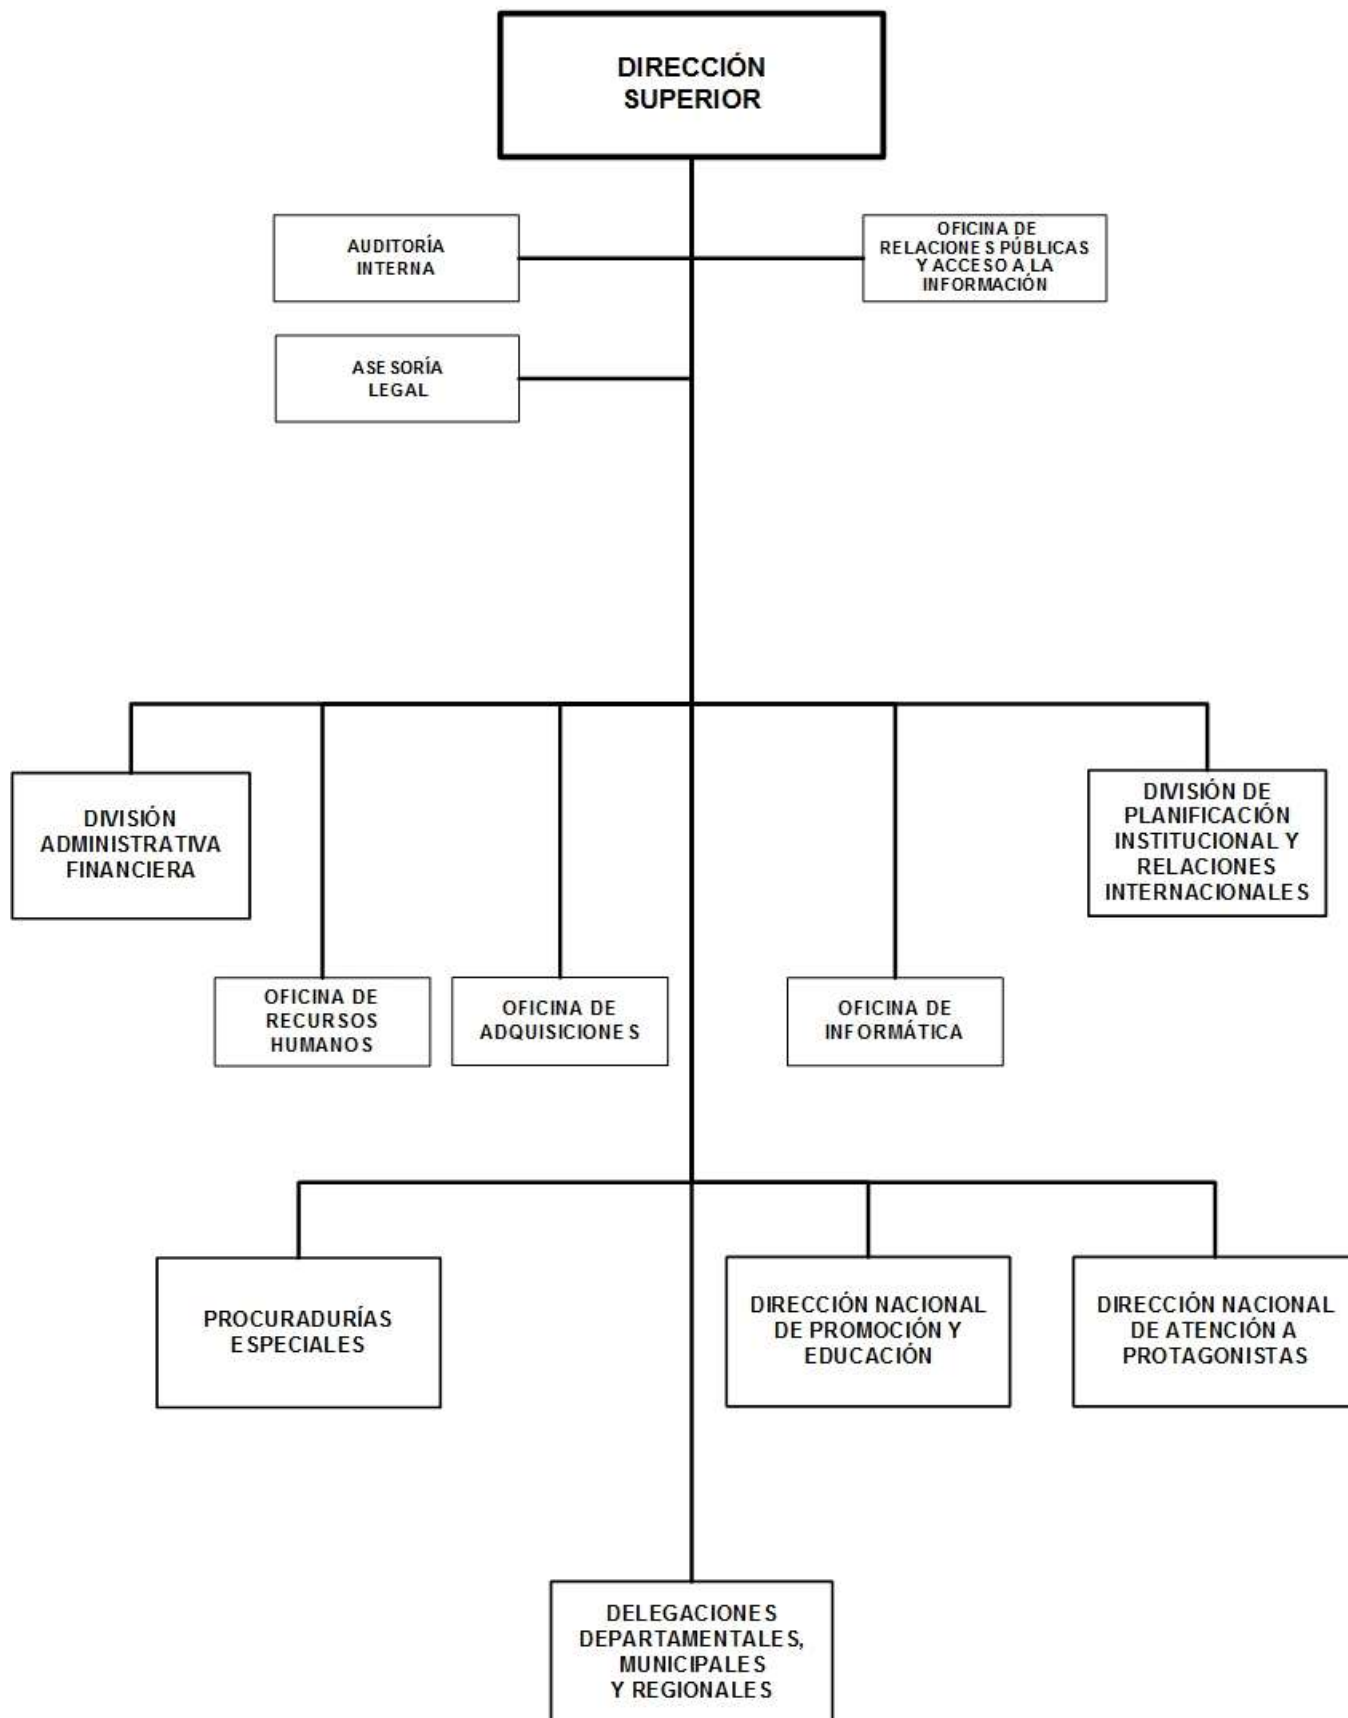 DIRECCIÓN
SUPERIOR
AUDITORÍA
INTERNA
OFICINA DE
RELACIONES PÚBLICAS
Y ACCESO A LA
INFORMACIÓN
ASESORÍA
LEGAL
DIVISIÓN
ADMINISTRATIVA
FINANCIERA
DIVISIÓN DE
PLANIFICACIÓN
INSTITUCIONAL Y
RELACIONES
INTERNACIONALES
OFICINA DE
RECURSOS
HUMANOS
OFICINA DE
ADQUISICIONES
OFICINA DE
INFORMÁTICA
PROCURADURÍAS
ESPECIALES
DIRECCIÓN NACIONAL
DE PROMOCIÓN Y
EDUCACIÓN
DIRECCIÓN NACIONAL
DE ATENCIÓN A
PROTAGONISTAS
DELEGACIONES
DEPARTAMENTALES,
MUNICIPALES
Y REGIONALES